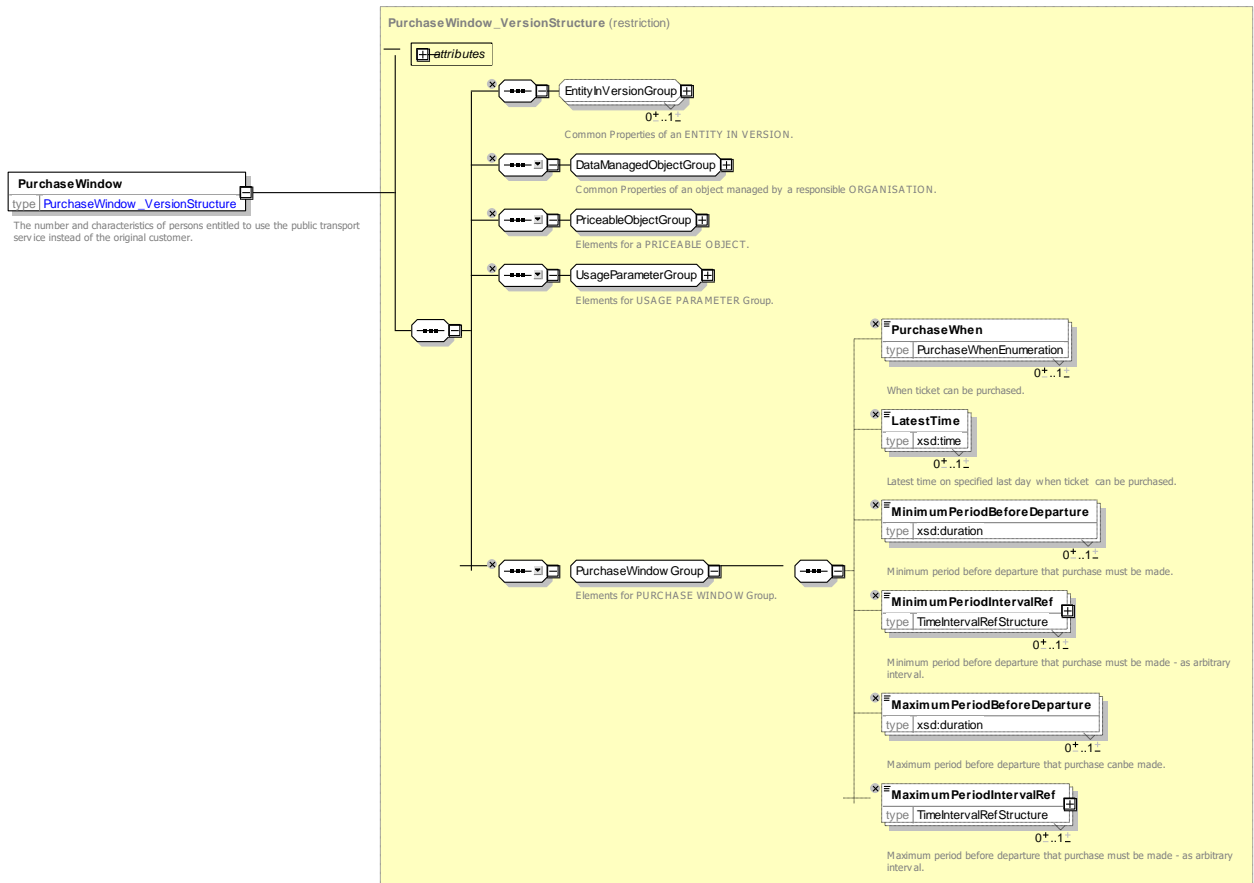 PurchaseWindow_VersionStructure (restriction)
attributes
EntityInVersionGroup
0..1
Common Properties of an ENTITY IN VERSION.
DataManagedObjectGroup
Common Properties of an object managed by a responsible ORGANISATION.
PurchaseWindow
type PurchaseWindow_VersionStructure
The number and characteristics of persons entitled to use the public transport
service instead of the original customer.
PriceableObjectGroup
Elements for a PRICEABLE OBJECT.
UsageParameterGroup
Elements for USAGE PARAMETER Group.
PurchaseWhen
type PurchaseWhenEnumeration
0..1
When ticket can be purchased.
LatestTime
type xsd:time
0..1
Latest time on specified last day when ticket can be purchased.
MinimumPeriodBeforeDeparture
type xsd:duration
0..1
Minimum period before departure that purchase must be made.
PurchaseWindowGroup
Elements for PURCHASE WINDOW Group.
MinimumPeriodIntervalRef
type TimeIntervalRefStructure
0..1
Minimum period before departure that purchase must be made - as arbitrary
interval.
MaximumPeriodBeforeDeparture
type xsd:duration
0..1
Maximum period before departure that purchase canbe made.
MaximumPeriodIntervalRef
type TimeIntervalRefStructure
0..1
Maximum period before departure that purchase must be made - as arbitrary
interval.